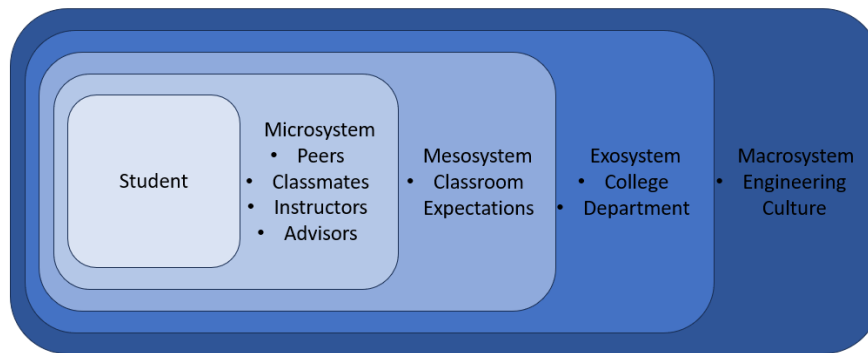 Student
Microsystem
• Peers
• Classmates
• Instructors
• Advisors
Mesosystem
• Classroom
Expectations
Exosystem
• College
• Department
Macrosystem
• Engineering
Culture